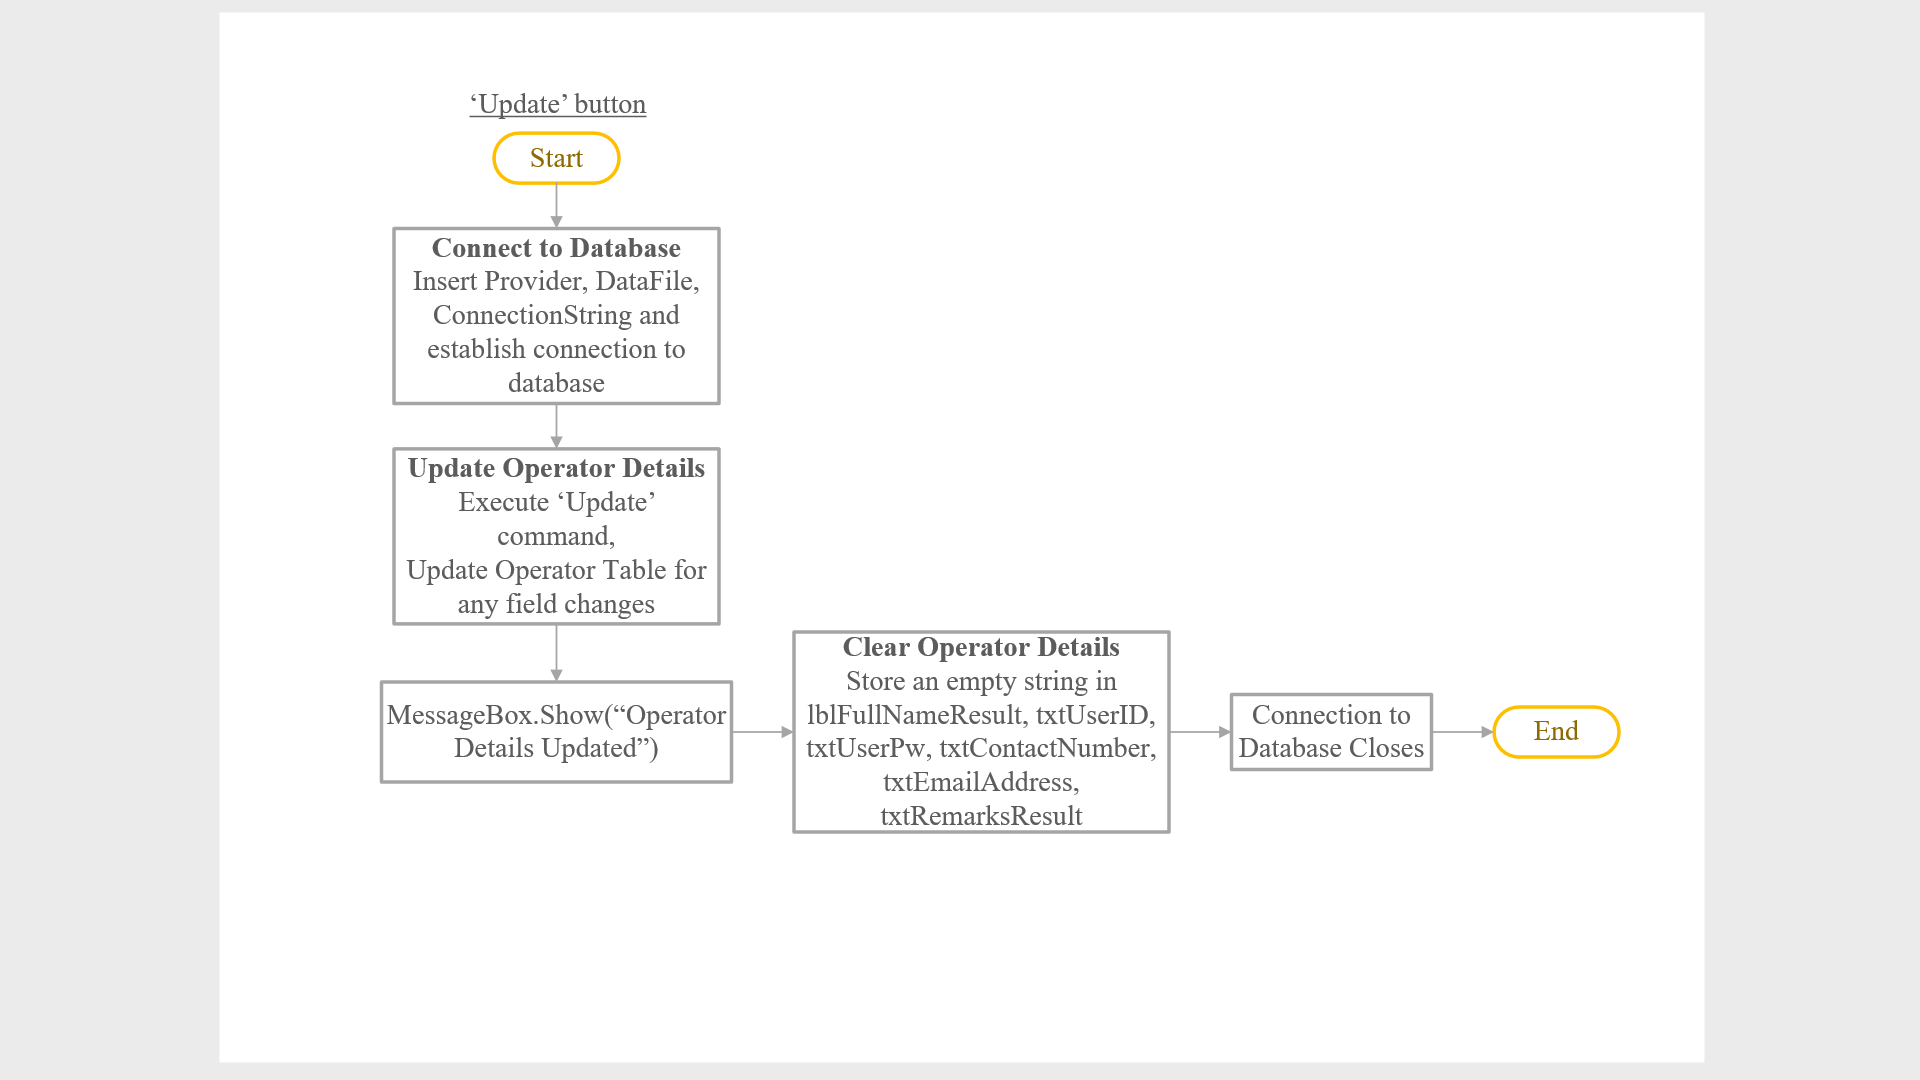 ‘Update’ button
Start
Connect to Database
Insert Provider, DataFile,
ConnectionString and
establish connection to
database
Update Operator Details
Execute ‘Update’
command,
Update Operator Table for
any field changes
MessageBox.Show(“Operator
Details Updated”)
Clear Operator Details
Store an empty string in
lblFullNameResult, txtUserID,
txtUserPw, txtContactNumber,
txtEmailAddress,
txtRemarksResult
Connection to
Database Closes
End